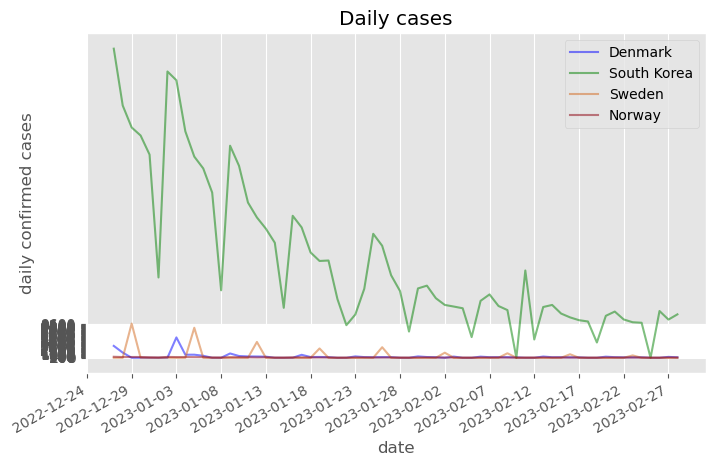 Daily cases
Denmark
South Korea
Sweden
Norway
daily confirmed cases
2022-12-24
2022-12-29
2023-01-03
2023-01-08
2023-01-13
2023-01-18
2023-01-23
2023-01-28
2023-02-02
2023-02-07
2023-02-12
2023-02-17
2023-02-22
2023-02-27
date